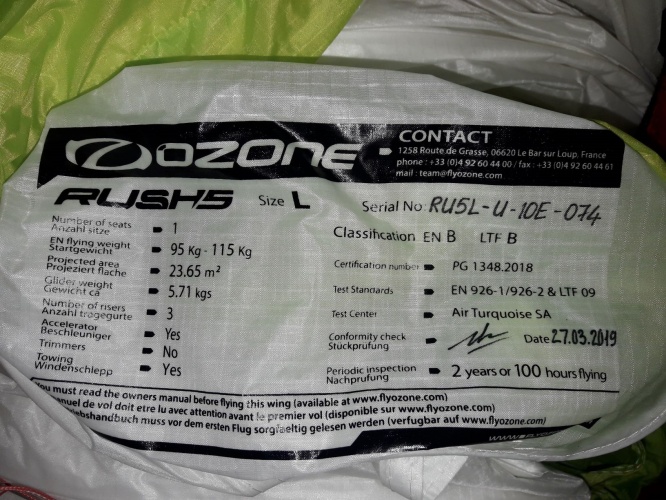 OZONE
CONTACT
1258 Route de Grasse, 06620 Le Bar sur Loup, France
phone : +33 (0)4 92 60 44 00 / fax : +33 (0)4 92 60 44 61
mail : team@flyozone.com
RUSH5 Size L
Serial No: RU5L-U-10E-074
Classification EN B LTF B
Number of seats
Anzahl sitze
1
EN flying weight
Startgewicht
95 Kg - 115 Kg
Projected area
Projeziert flache
23.65 m²
Glider weight
Gewicht ca
5.71 kgs
Number of risers
Anzahl tragegurte
3
Accelerator
Beschleuniger
Yes
Trimmers
No
Towing
Windenschlepp
Yes
Certification number
PG 1348.2018
Test Standards
EN 926-1/926-2 & LTF 09
Test Center
Air Turquoise SA
Conformity check
Stuckprufung
Date 27.03.2019
Periodic inspection
Nachprufung
2 years or 100 hours flying
You must read the owners manual before flying this wing (available at www.flyozone.com)
nuel de vol doit etre lu avec attention avant le premier vol (disponible sur www.flyozone.com)
iebshandbuch muss vor dem ersten Flug sorgfaeltig gelesen werden (verfugbar auf www.flyozone.com)